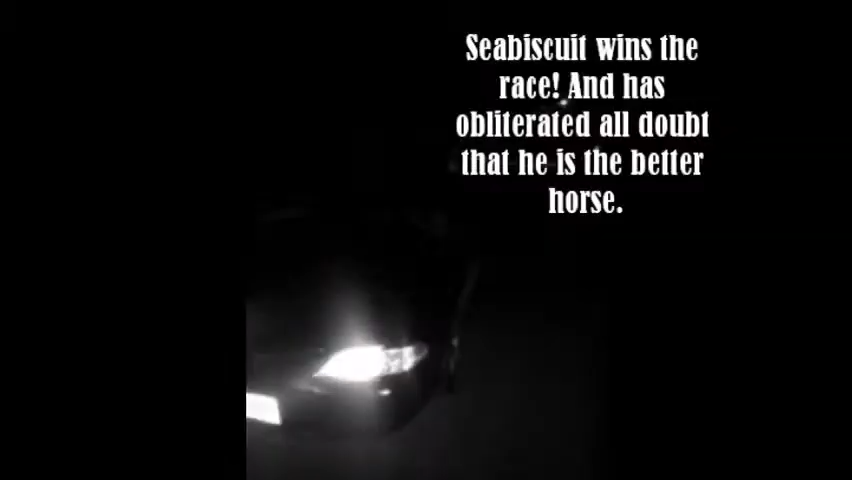 Seabiscuit wins the
race! And has
obliterated all doubt
that he is the better
horse.